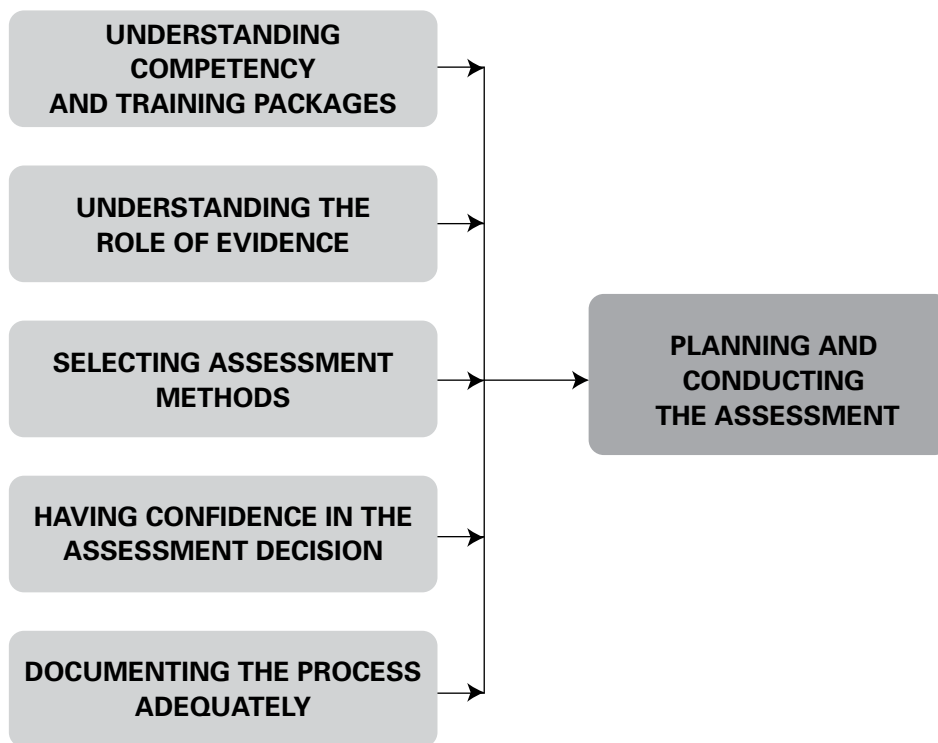 UNDERSTANDING
COMPETENCY
AND TRAINING PACKAGES
UNDERSTANDING THE
ROLE OF EVIDENCE
SELECTING ASSESSMENT
METHODS
HAVING CONFIDENCE IN THE
ASSESSMENT DECISION
DOCUMENTING THE PROCESS
ADEQUATELY
PLANNING AND
CONDUCTING
THE ASSESSMENT